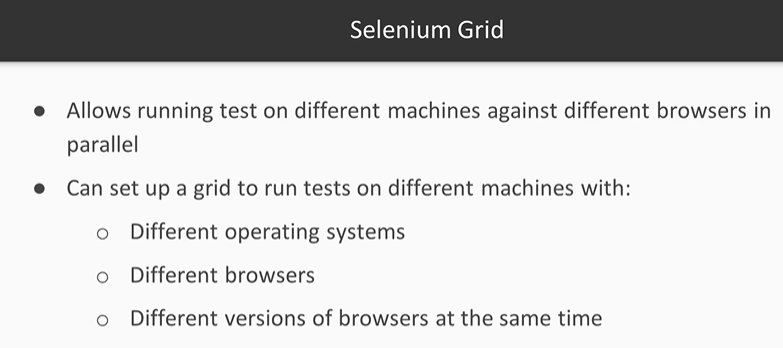 Selenium Grid
● Allows running test on different machines against different browsers in
parallel
● Can set up a grid to run tests on different machines with:
○ Different operating systems
○ Different browsers
○ Different versions of browsers at the same time